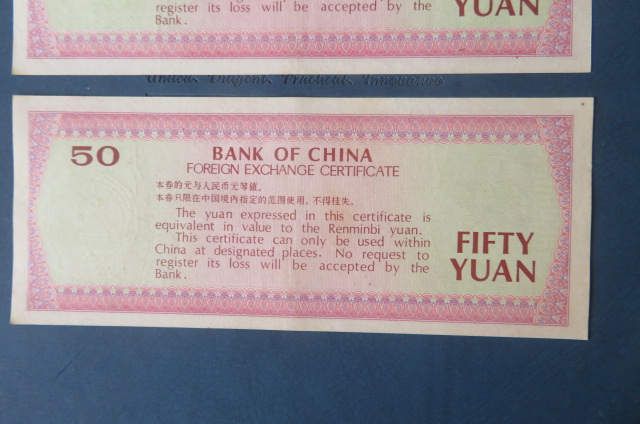 register its loss will be accepted by the
Bank.
YUAN
United, Diligent, Practical, Innovative
50
BANK OF CHINA
FOREIGN EXCHANGE CERTIFICATE
本券的元与人民币元等值。
本券只限在中国境内指定的范围使用,不得挂失。
The yuan expressed in this certificate is
equivalent in value to the Renminbi yuan.
This certificate can only be used within
China at designated places. No request to
register its loss will be accepted by the
Bank.
FIFTY
YUAN